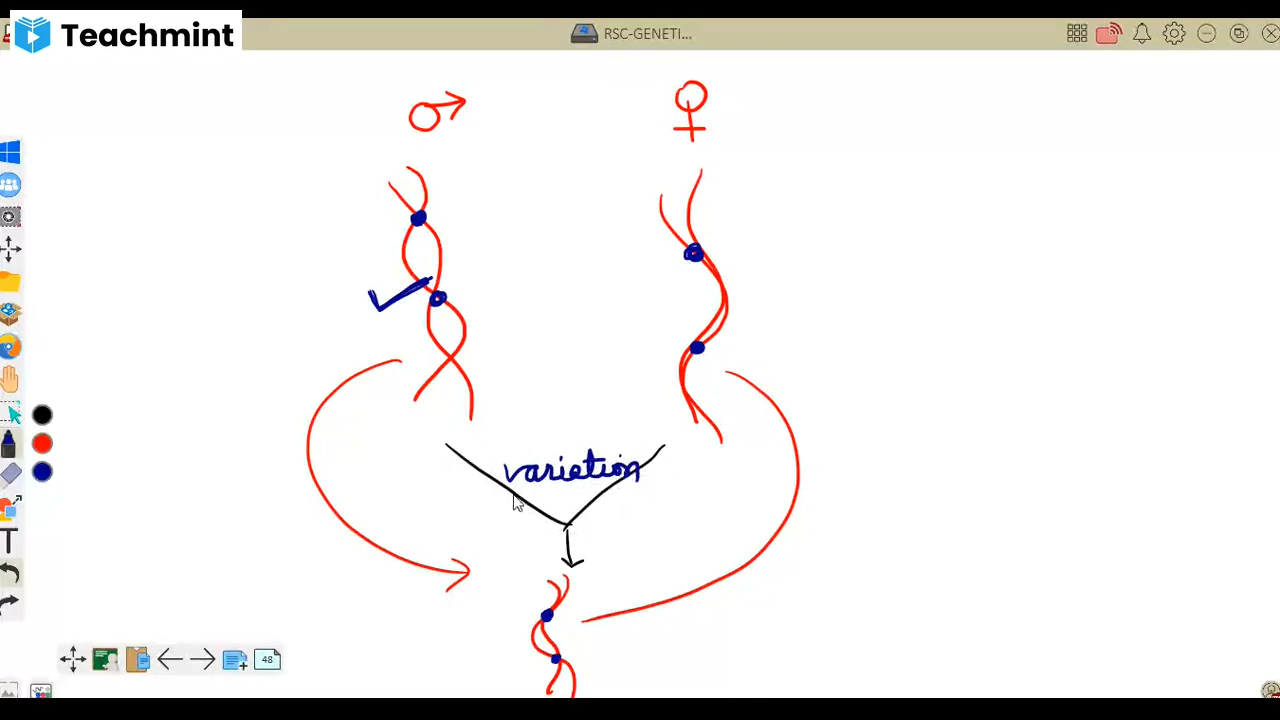 Teachmint
RSC-GENETI...
♂ ♀
variation
48